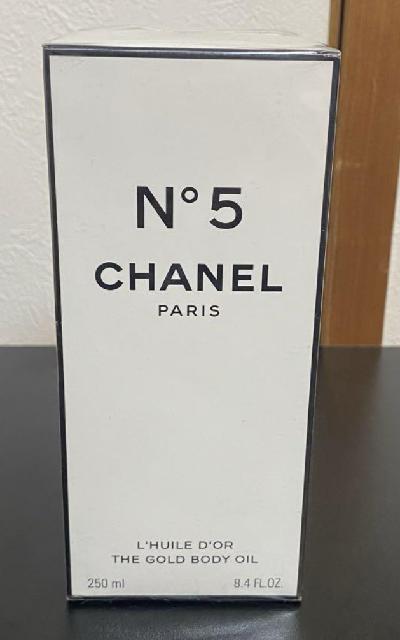 N° 5
CHANEL
PARIS
L'HUILE D'OR
THE GOLD BODY OIL
250 ml 8.4 FL.OZ.